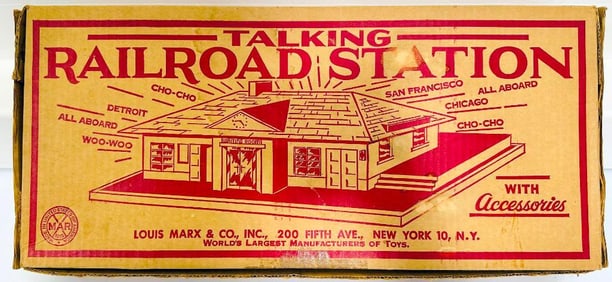 TALKING
RAILROAD STATION
CHO-CHO
SAN FRANCISCO
ALL ABOARD
DETROIT
CHICAGO
ALL ABOARD
CHO-CHO
WOO-WOO
WITH
Accessories
MAR
LOUIS MARX & CO., INC., 200 FIFTH AVE., NEW YORK 10, N.Y.
WORLD'S LARGEST MANUFACTURERS OF TOYS.